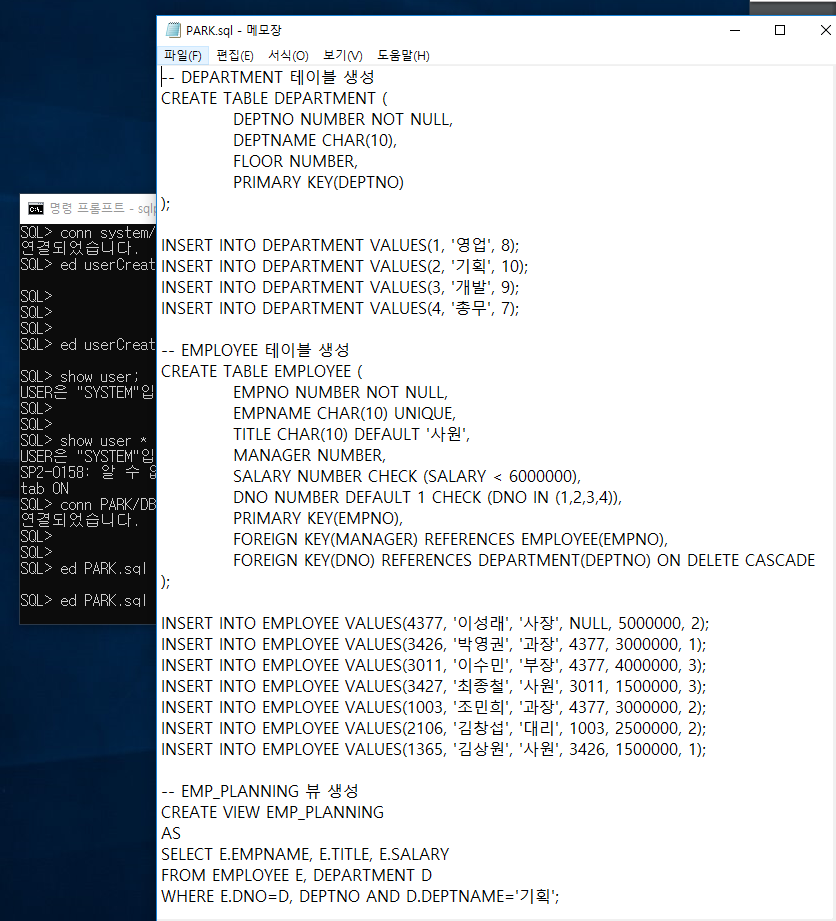 PARK.sql - 메모장
파일(F) 편집(E) 서식(O) 보기(V) 도움말(H)
-- DEPARTMENT 테이블 생성
CREATE TABLE DEPARTMENT (
DEPTNO NUMBER NOT NULL,
DEPTNAME CHAR(10),
FLOOR NUMBER,
PRIMARY KEY(DEPTNO)
);
INSERT INTO DEPARTMENT VALUES(1, '영업', 8);
INSERT INTO DEPARTMENT VALUES(2, '기획', 10);
INSERT INTO DEPARTMENT VALUES(3, '개발', 9);
INSERT INTO DEPARTMENT VALUES(4, '총무', 7);
-- EMPLOYEE 테이블 생성
CREATE TABLE EMPLOYEE (
EMPNO NUMBER NOT NULL,
EMPNAME CHAR(10) UNIQUE,
TITLE CHAR(10) DEFAULT '사원',
MANAGER NUMBER,
SALARY NUMBER CHECK (SALARY < 6000000),
DNO NUMBER DEFAULT 1 CHECK (DNO IN (1,2,3,4)),
PRIMARY KEY(EMPNO),
FOREIGN KEY(MANAGER) REFERENCES EMPLOYEE(EMPNO),
FOREIGN KEY(DNO) REFERENCES DEPARTMENT(DEPTNO) ON DELETE CASCADE
);
INSERT INTO EMPLOYEE VALUES(4377, '이성래', '사장', NULL, 5000000, 2);
INSERT INTO EMPLOYEE VALUES(3426, '박영권', '과장', 4377, 3000000, 1);
INSERT INTO EMPLOYEE VALUES(3011, '이수민', '부장', 4377, 4000000, 3);
INSERT INTO EMPLOYEE VALUES(3427, '최종철', '사원', 3011, 1500000, 3);
INSERT INTO EMPLOYEE VALUES(1003, '조민희', '과장', 4377, 3000000, 2);
INSERT INTO EMPLOYEE VALUES(2106, '김창섭', '대리', 1003, 2500000, 2);
INSERT INTO EMPLOYEE VALUES(1365, '김상원', '사원', 3426, 1500000, 1);
-- EMP_PLANNING 뷰 생성
CREATE VIEW EMP_PLANNING
AS
SELECT E.EMPNAME, E.TITLE, E.SALARY
FROM EMPLOYEE E, DEPARTMENT D
WHERE E.DNO=D, DEPTNO AND D.DEPTNAME='기획';
명령 프롬프트 - sqlp
SQL> conn system/
연결되었습니다.
SQL> ed userCreat
SQL>
SQL>
SQL>
SQL> ed userCreat
SQL> show user;
USER은 "SYSTEM"입
SQL>
SQL>
SQL> show user *
USER은 "SYSTEM"입
SP2-0158: 알 수 없
tab ON
SQL> conn PARK/DB
연결되었습니다.
SQL>
SQL>
SQL> ed PARK.sql
SQL> ed PARK.sql